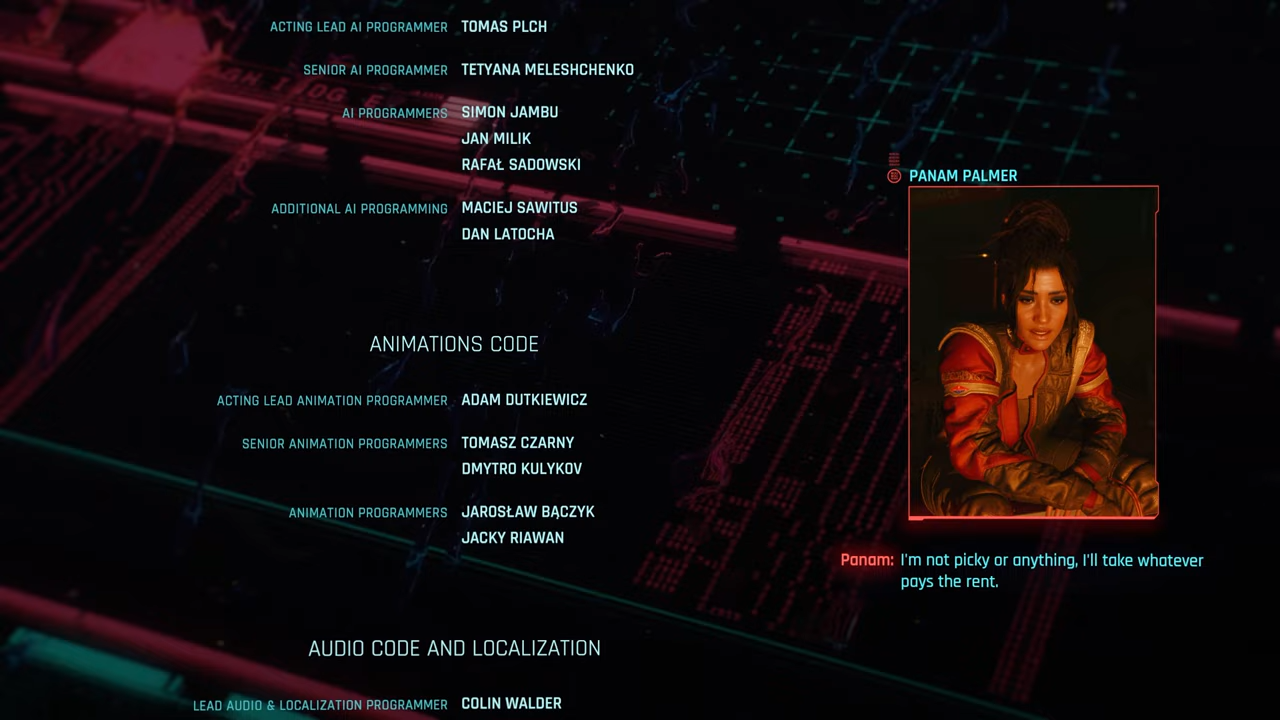 ACTING LEAD AI PROGRAMMER TOMAS PLCH
SENIOR AI PROGRAMMER TETYANA MELESHCHENKO
AI PROGRAMMERS SIMON JAMBU
JAN MILIK
RAFAŁ SADOWSKI
ADDITIONAL AI PROGRAMMING MACIEJ SAWITUS
DAN LATOCHA
ANIMATIONS CODE
ACTING LEAD ANIMATION PROGRAMMER ADAM DUTKIEWICZ
SENIOR ANIMATION PROGRAMMERS TOMASZ CZARNY
DMYTRO KULYKOV
ANIMATION PROGRAMMERS JAROSŁAW BĄCZYK
JACKY RIAWAN
AUDIO CODE AND LOCALIZATION
LEAD AUDIO & LOCALIZATION PROGRAMMER COLIN WALDER
PANAM PALMER
Panam: I'm not picky or anything, I'll take whatever
pays the rent.